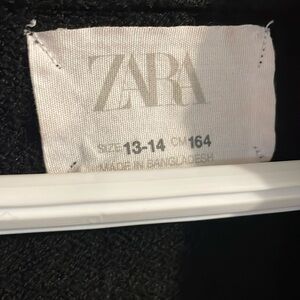 ZARA
SIZE 13-14 CM 164
MADE IN BANGLADESH